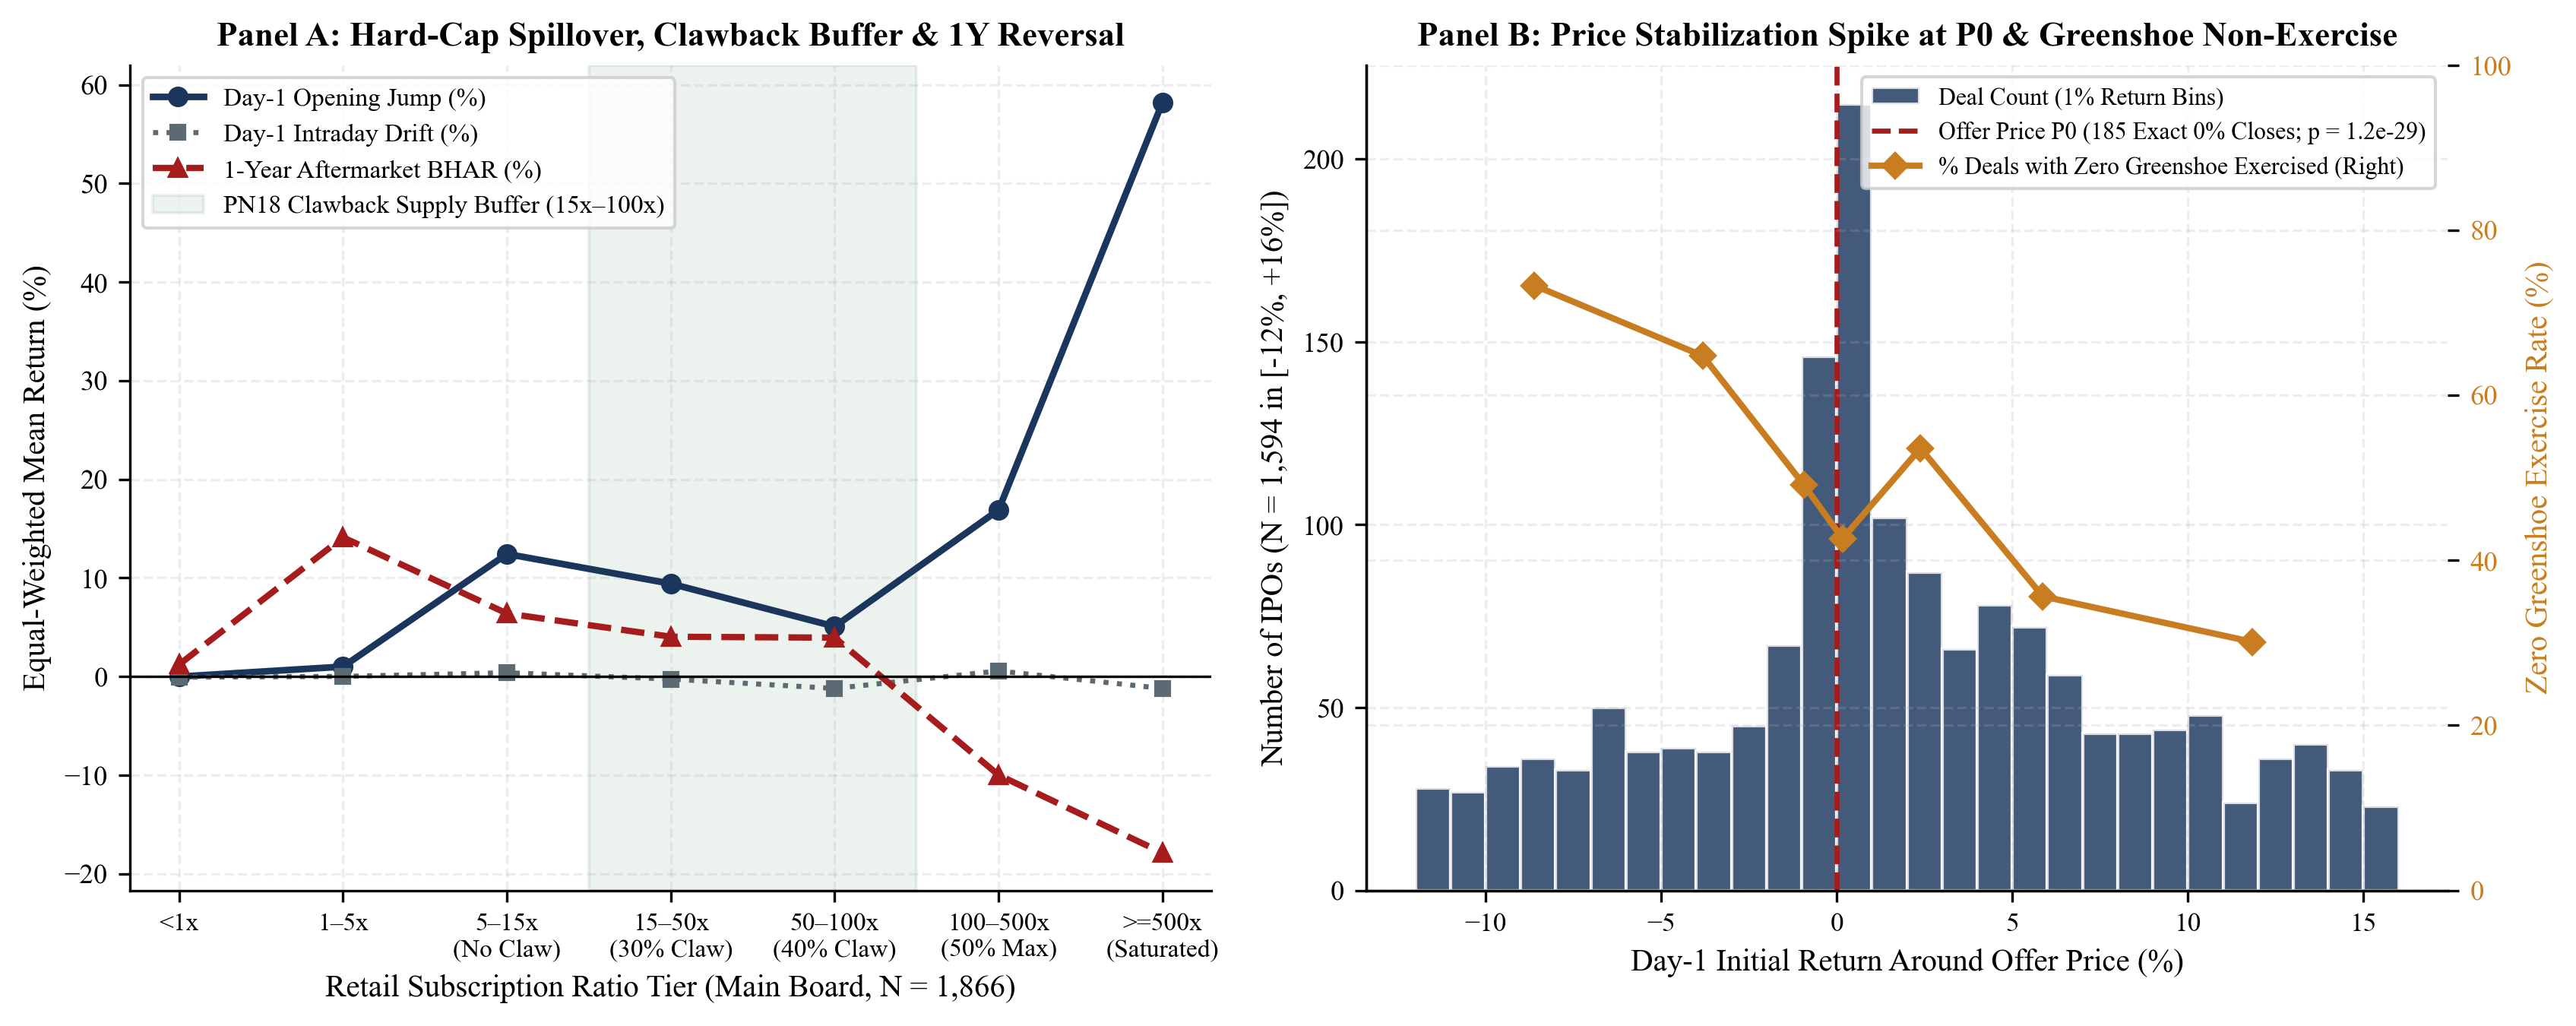 Panel A: Hard-Cap Spillover, Clawback Buffer & 1Y Reversal
Equal-Weighted Mean Return (%)
60
50
40
30
20
10
0
−10
−20
Day-1 Opening Jump (%)
Day-1 Intraday Drift (%)
1-Year Aftermarket BHAR (%)
PN18 Clawback Supply Buffer (15x–100x)
<1x
1–5x
5–15x
(No Claw)
15–50x
(30% Claw)
50–100x
(40% Claw)
100–500x
(50% Max)
>=500x
(Saturated)
Retail Subscription Ratio Tier (Main Board, N = 1,866)
Panel B: Price Stabilization Spike at P0 & Greenshoe Non-Exercise
Number of IPOs (N = 1,594 in [-12%, +16%])
200
150
100
50
0
Deal Count (1% Return Bins)
Offer Price P0 (185 Exact 0% Closes; p = 1.2e-29)
% Deals with Zero Greenshoe Exercised (Right)
100
80
60
40
20
0
Zero Greenshoe Exercise Rate (%)
−10
−5
0
5
10
15
Day-1 Initial Return Around Offer Price (%)